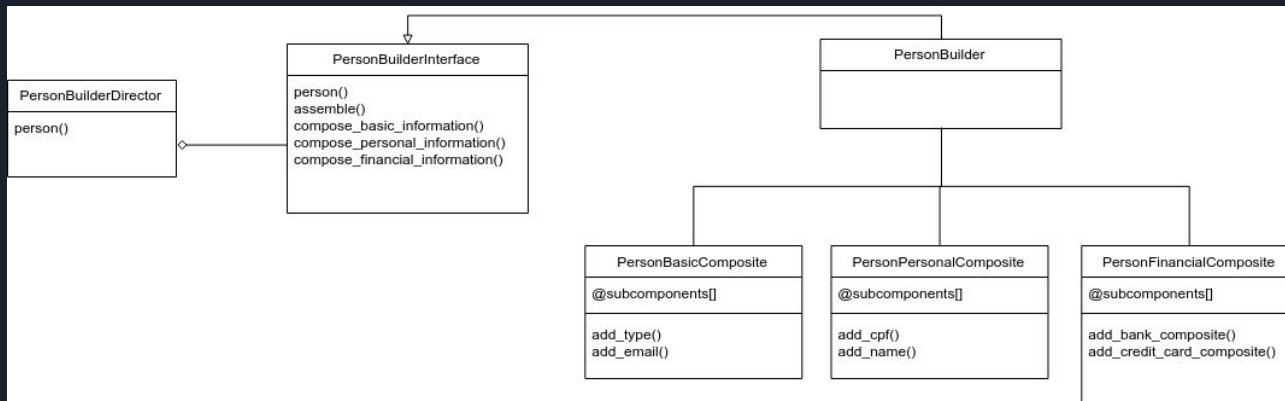 PersonBuilderInterface
person()
assemble()
compose_basic_information()
compose_personal_information()
compose_financial_information()
PersonBuilder
PersonBuilderDirector
person()
PersonBasicComposite
@subcomponents[]
add_type()
add_email()
PersonPersonalComposite
@subcomponents[]
add_cpf()
add_name()
PersonFinancialComposite
@subcomponents[]
add_bank_composite()
add_credit_card_composite()